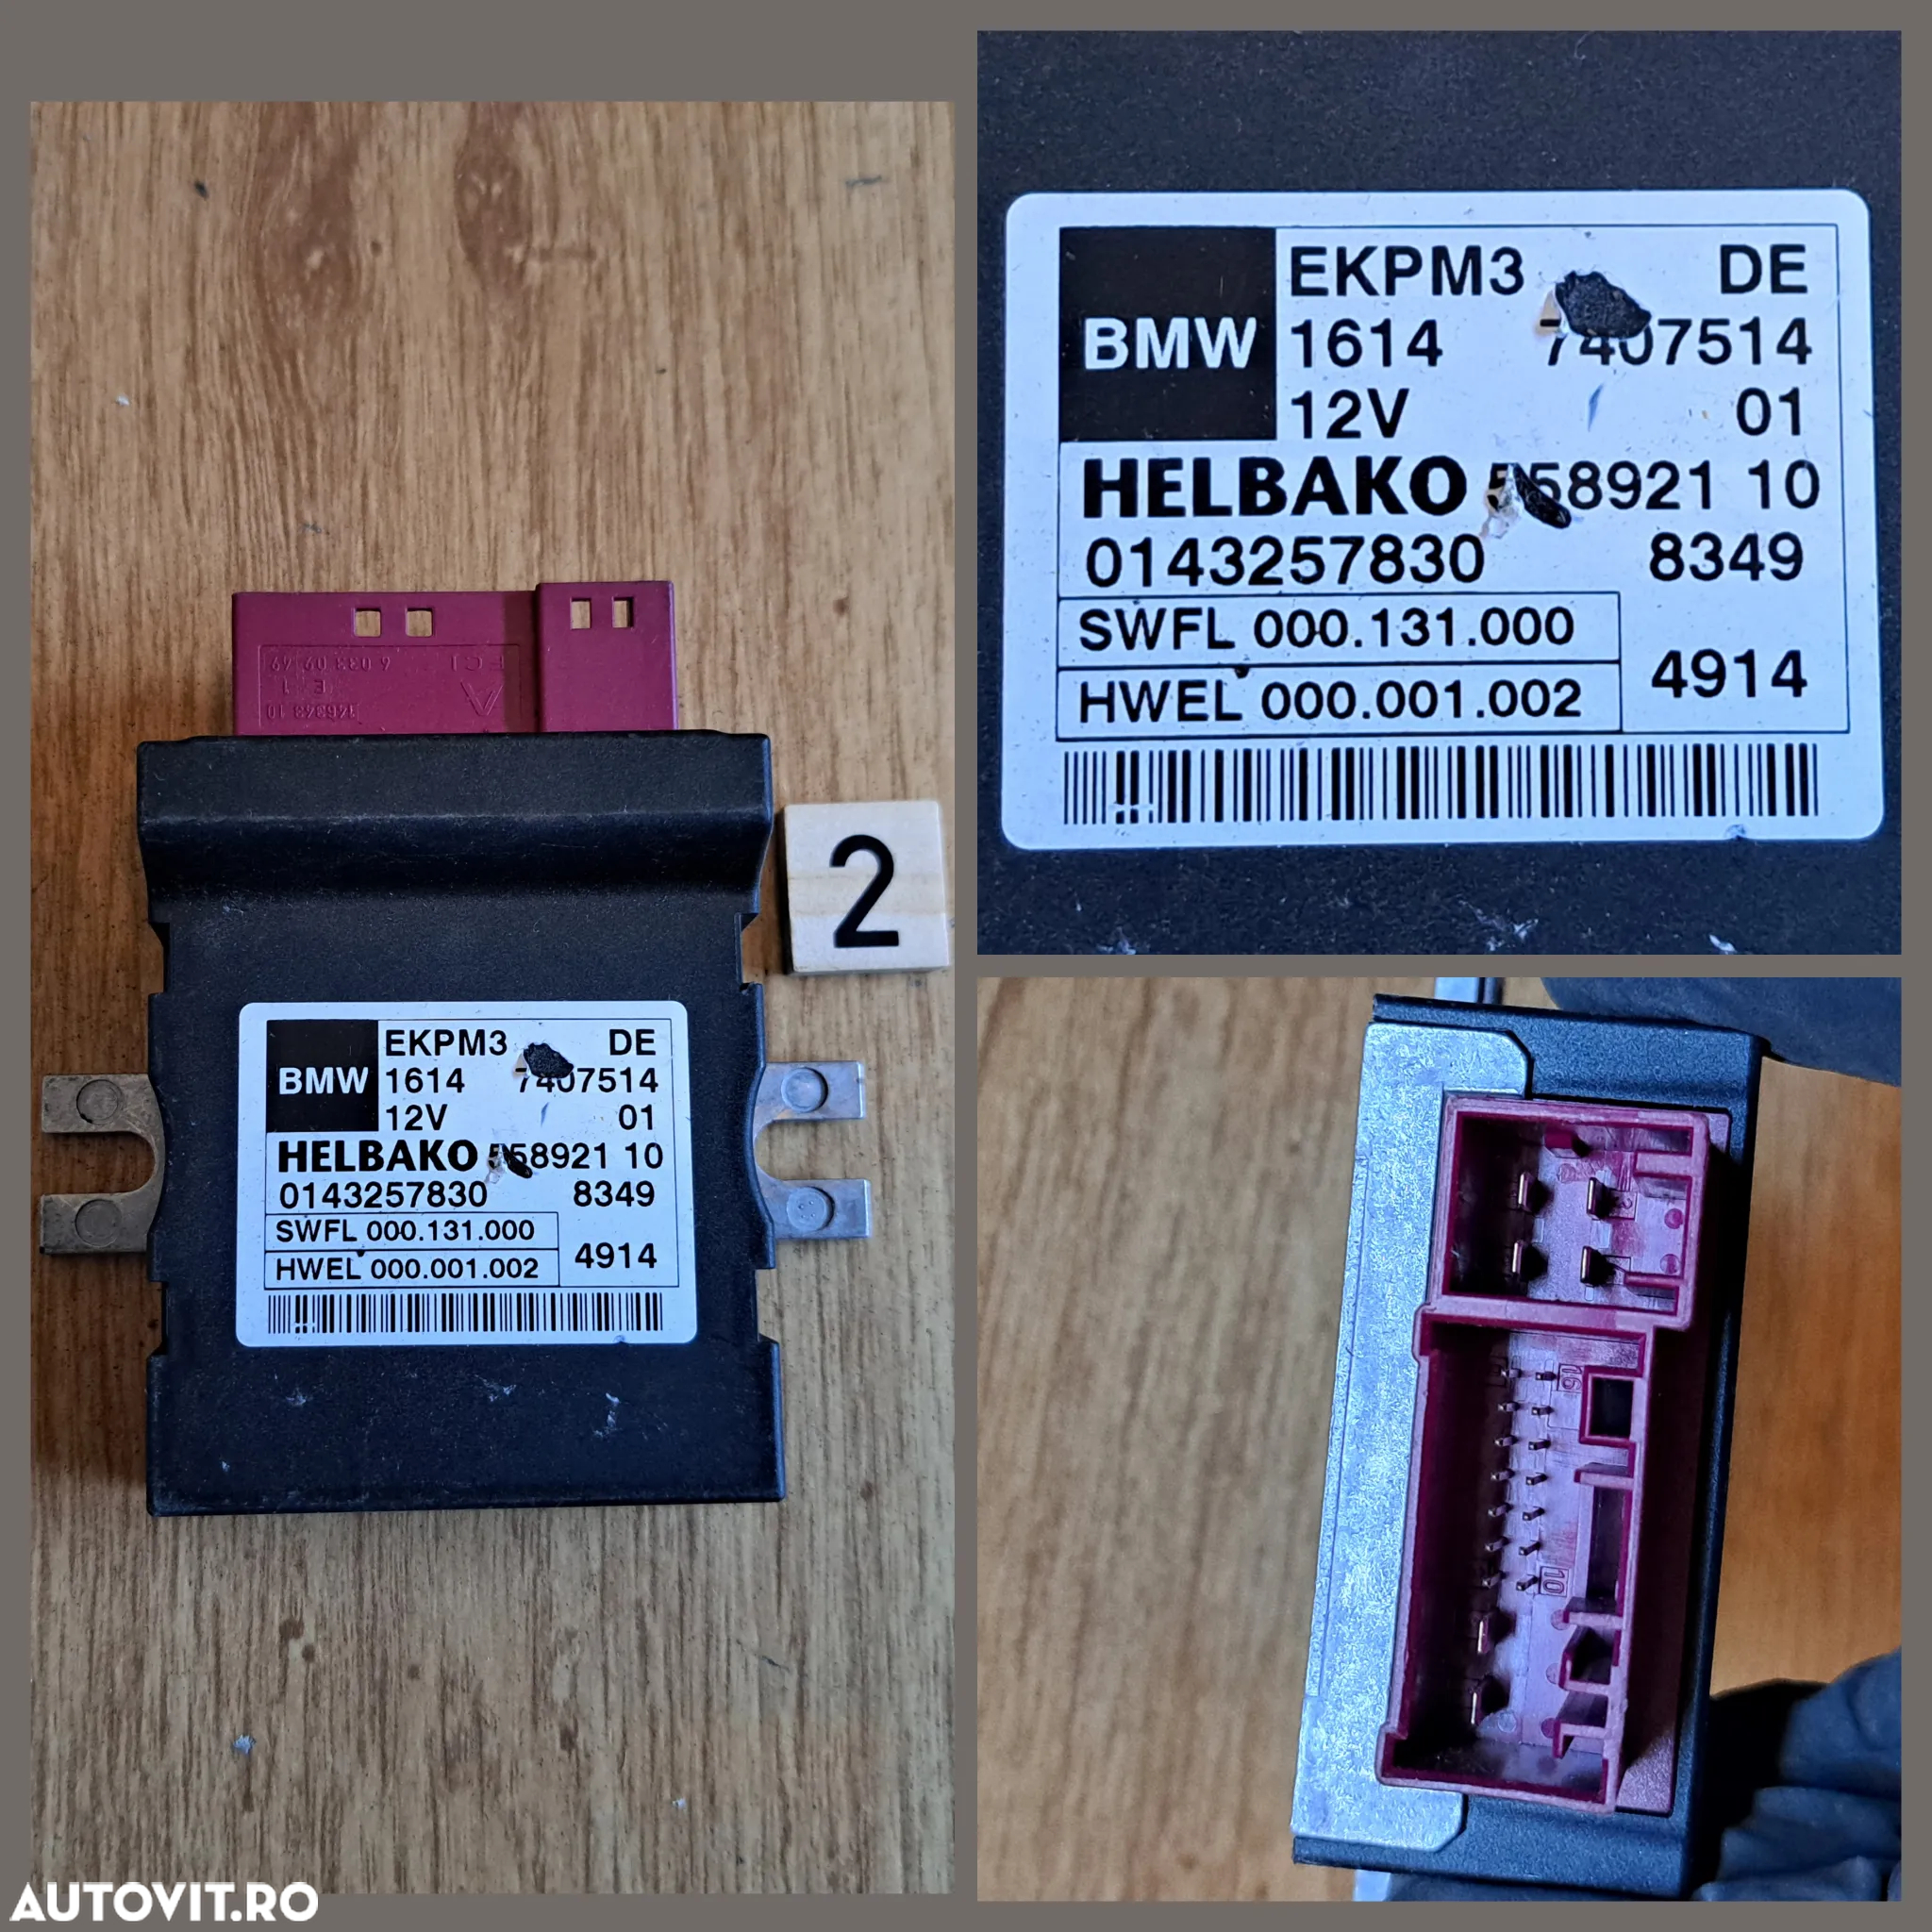 EKPM3 DE
BMW 1614 7407514
12V 01
HELBAKO 558921 10
0143257830 8349
SWFL 000.131.000
HWEL 000.001.002 4914
2
EKPM3 DE
BMW 1614 7407514
12V 01
HELBAKO 558921 10
0143257830 8349
SWFL 000.131.000
HWEL 000.001.002 4914
16
10
AUTOVIT.RO